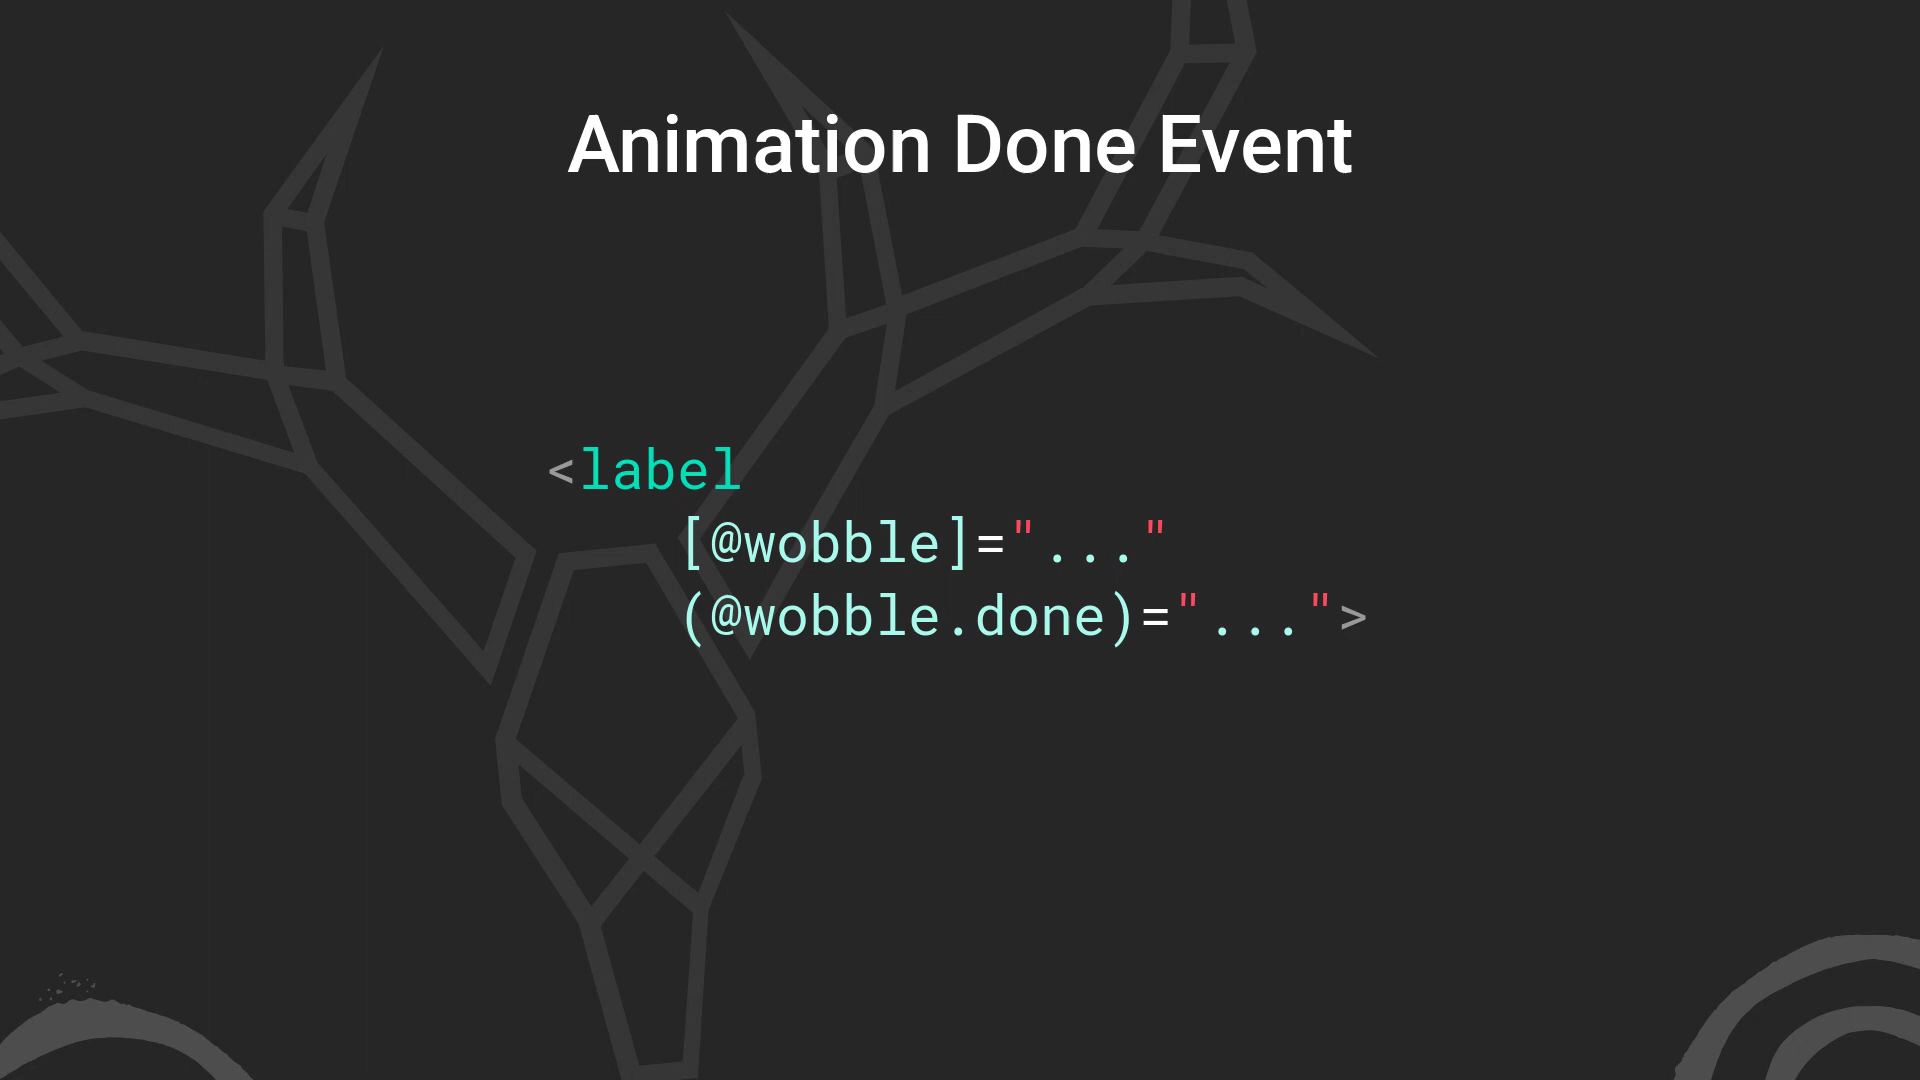 Animation Done Event
<label
[@wobble]="..."
(@wobble.done)="...">